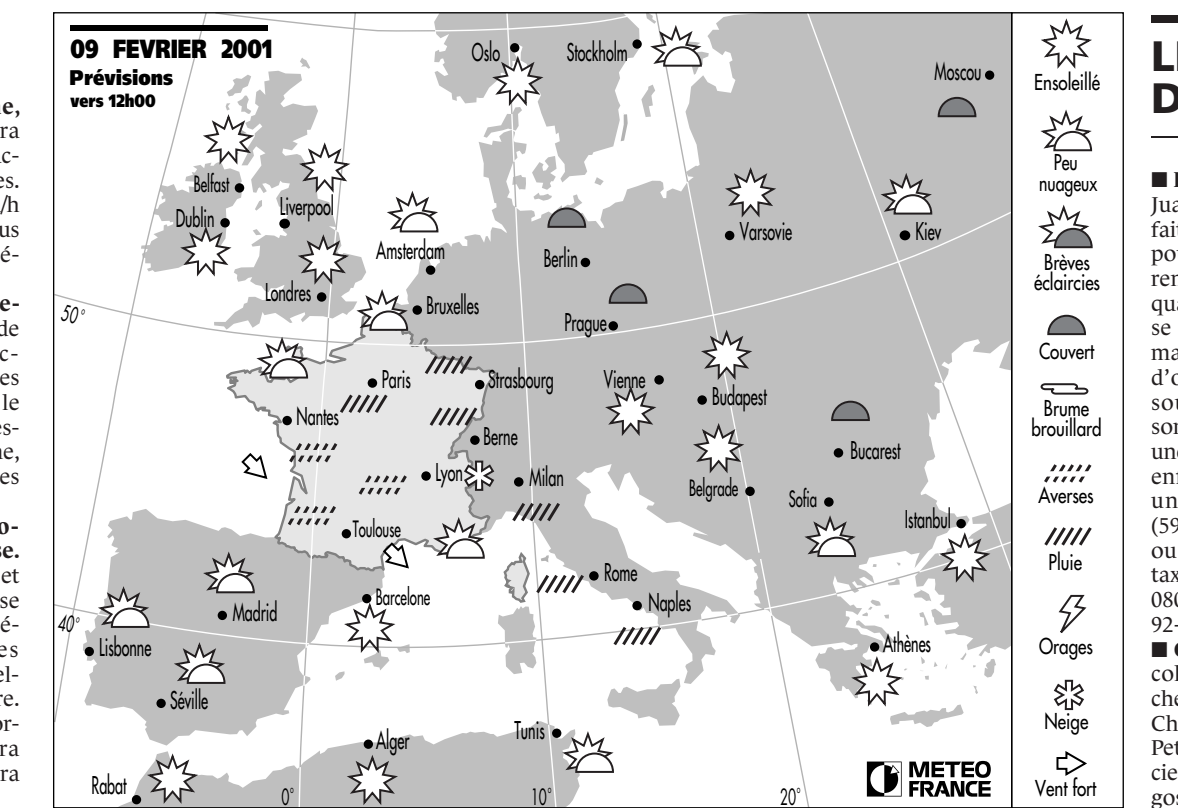 09 FEVRIER 2001
Prévisions
vers 12h00
Oslo
Stockholm
Moscou
Belfast
Dublin
Liverpool
Amsterdam
Varsovie
Kiev
Berlin
Londres
Bruxelles
50°
Prague
Paris
Strasbourg
Vienne
Budapest
Nantes
Berne
Bucarest
Lyon
Milan
Belgrade
Sofia
Istanbul
Toulouse
Rome
Barcelone
Naples
Madrid
40°
Lisbonne
Athènes
Séville
Tunis
Alger
Rabat
0°
10°
20°
METEO
FRANCE
Ensoleillé
Peu
nuageux
Brèves
éclaircies
Couvert
Brume
brouillard
Averses
Pluie
Orages
Neige
Vent fort